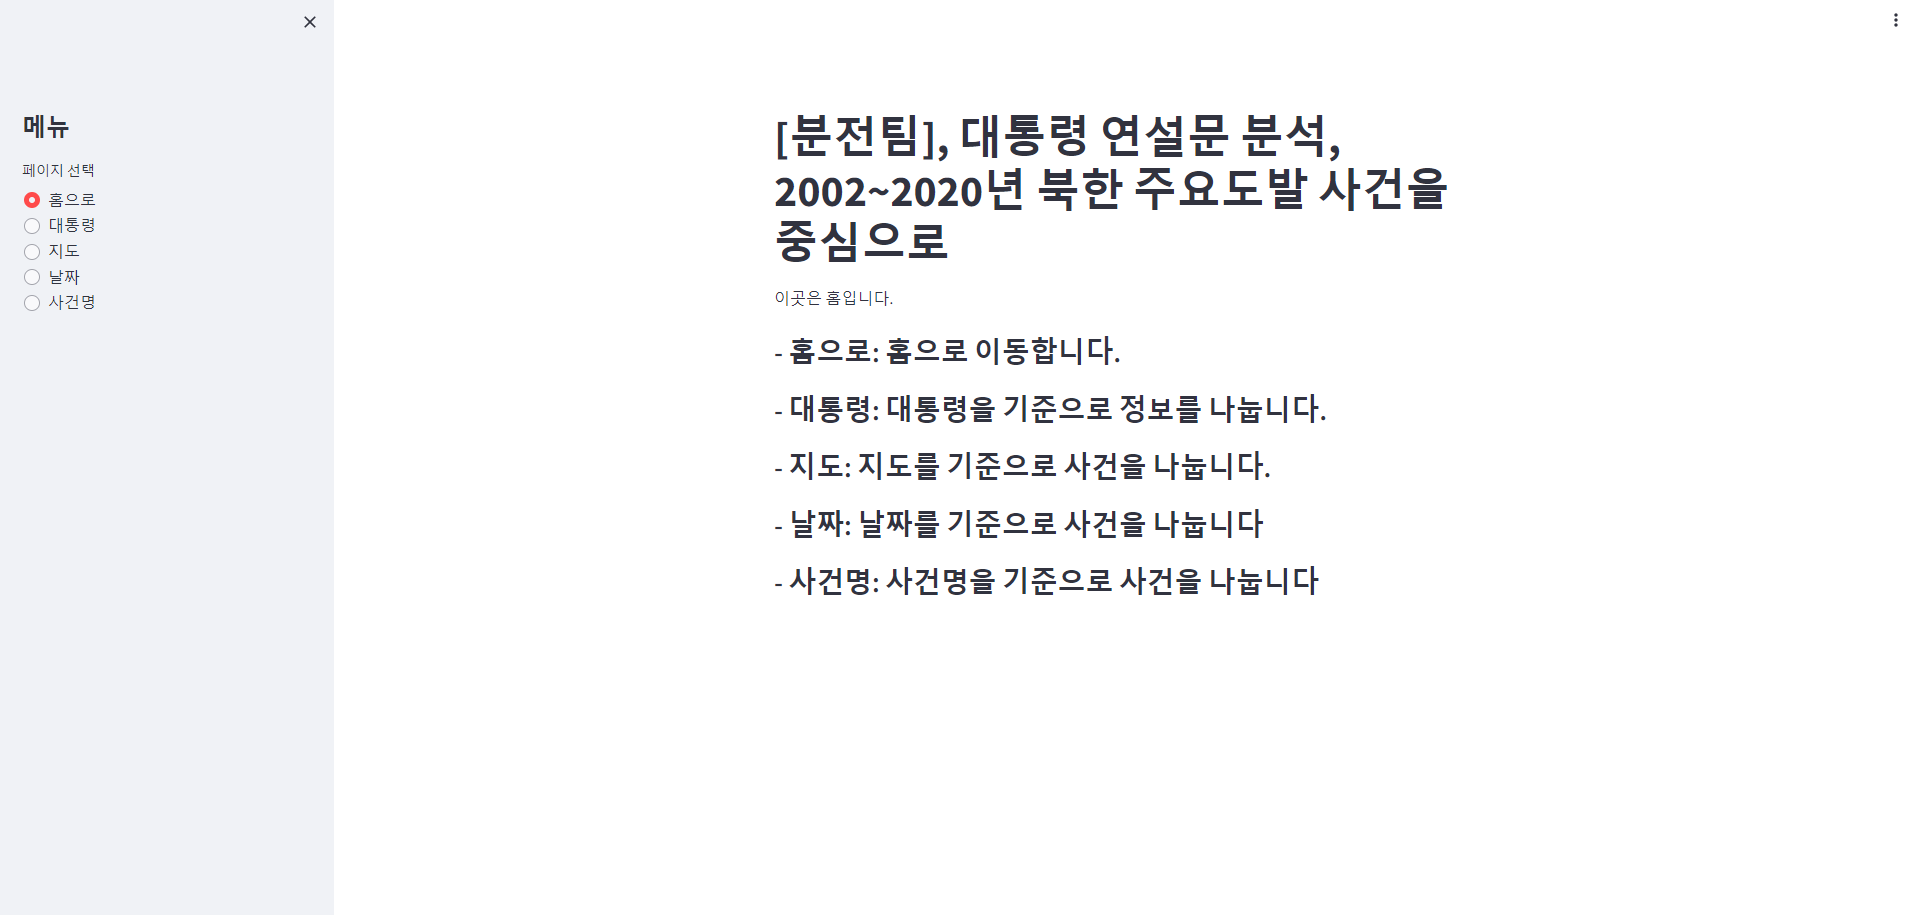 메뉴
페이지 선택
홈으로
대통령
지도
날짜
사건명
[분전팀], 대통령 연설문 분석,
2002~2020년 북한 주요도발 사건을
중심으로
이곳은 홈입니다.
- 홈으로: 홈으로 이동합니다.
- 대통령: 대통령을 기준으로 정보를 나눕니다.
- 지도: 지도를 기준으로 사건을 나눕니다.
- 날짜: 날짜를 기준으로 사건을 나눕니다
- 사건명: 사건명을 기준으로 사건을 나눕니다